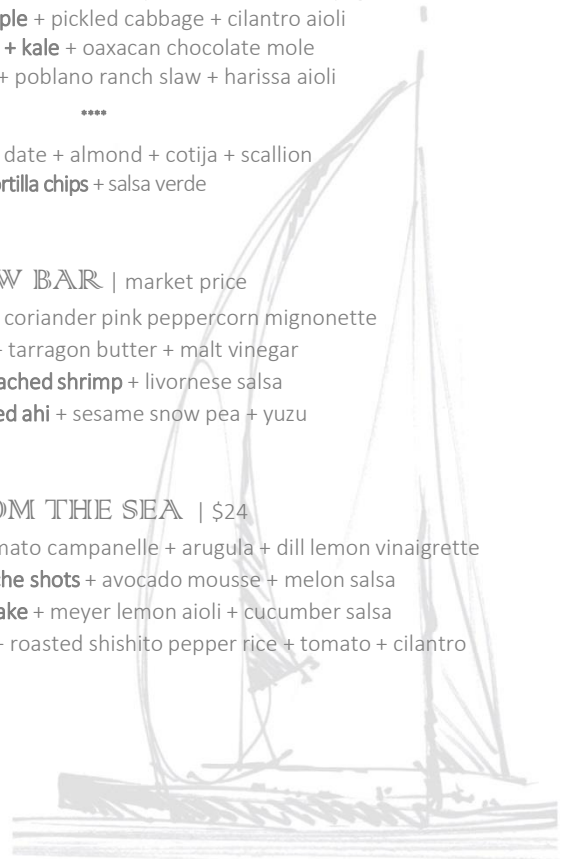 ple + pickled cabbage + cilantro aioli
+ kale + oaxacan chocolate mole
+ poblano ranch slaw + harissa aioli
****
date + almond + cotija + scallion
rtilla chips + salsa verde
W BAR | market price
coriander pink peppercorn mignonette
+ tarragon butter + malt vinegar
ached shrimp + livornese salsa
ed ahi + sesame snow pea + yuzu
OM THE SEA | $24
mato campanelle + arugula + dill lemon vinaigrette
che shots + avocado mousse + melon salsa
ake + meyer lemon aioli + cucumber salsa
+ roasted shishito pepper rice + tomato + cilantro